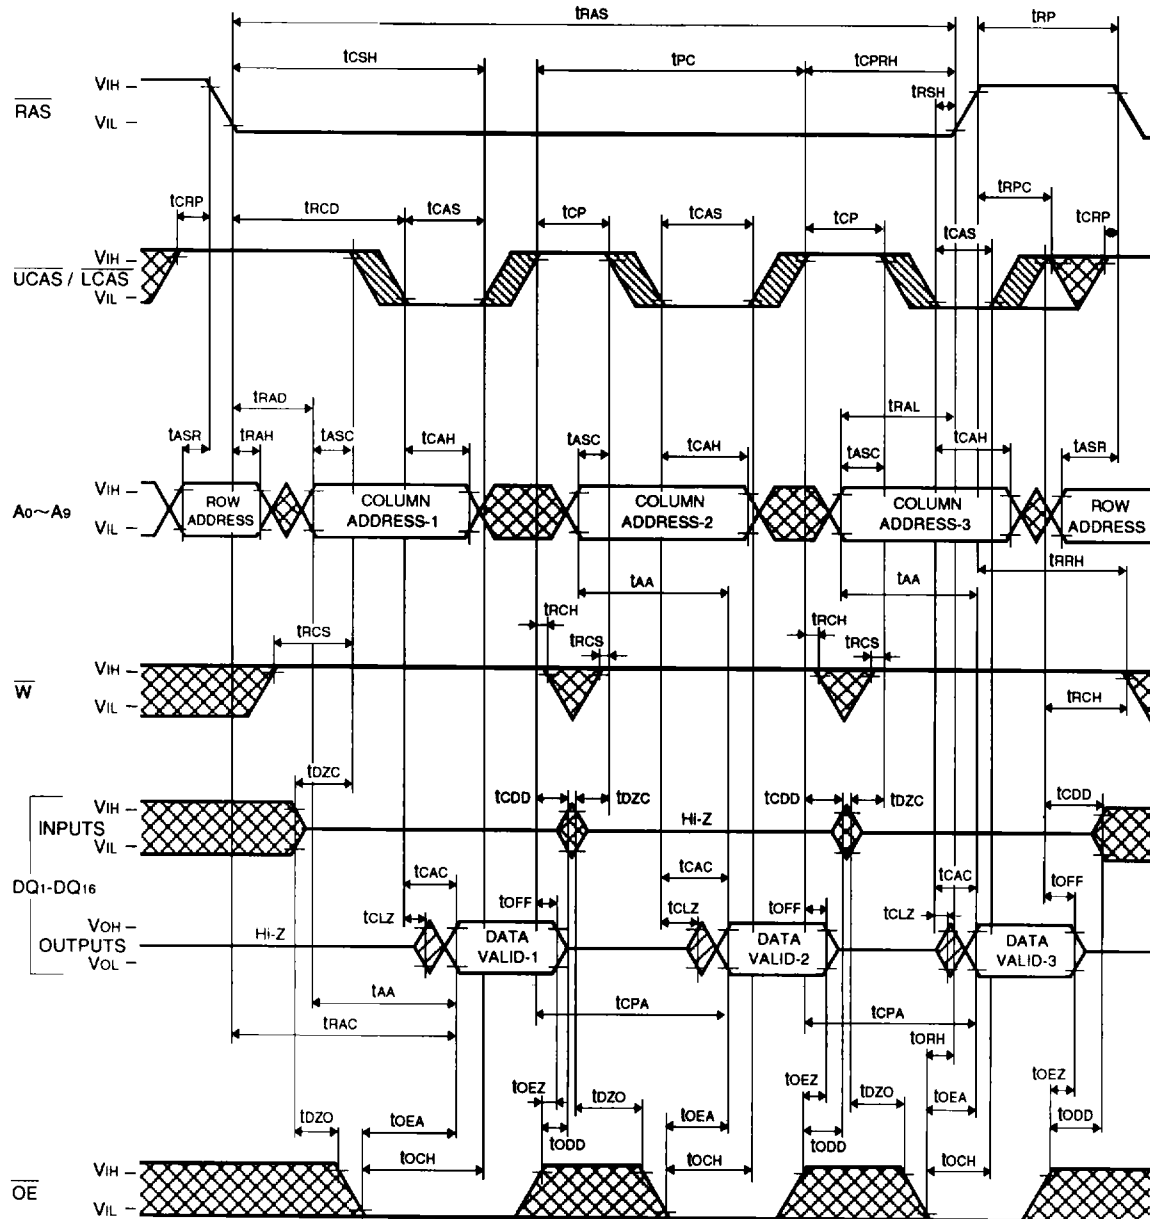 tRAS tRP
tCSH tPC tCPRH
tRSH
VIH
RAS
VIL
tCRP tRCD tCAS tCP tCAS tCP tCAS tRPC tCRP
VIH
UCAS / LCAS
VIL
tRAD tRAL
tASR tRAH tASC tCAH tASC tCAH tASC tCAH tASR
VIH
A0~A9
VIL
ROW ADDRESS
COLUMN ADDRESS-1
COLUMN ADDRESS-2
COLUMN ADDRESS-3
ROW ADDRESS
tRRH
tAA tAA
tRCS tRCH tRCS tRCH tRCS
VIH
W
VIL
tRCH
tDZC tCDD tDZC tCDD tDZC tCDD
VIH
INPUTS
VIL
Hi-Z
DQ1-DQ16
tCAC tCAC tCAC
tCLZ tOFF tCLZ tOFF tCLZ tOFF
VOH
OUTPUTS
VOL
Hi-Z
DATA VALID-1
DATA VALID-2
DATA VALID-3
tAA
tRAC tCPA tCPA
tORH
tOEZ tOEZ tOEZ
tDZO tOEA tDZO tOEA tDZO tOEA
tODD tODD tODD
tOCH tOCH tOCH
VIH
OE
VIL